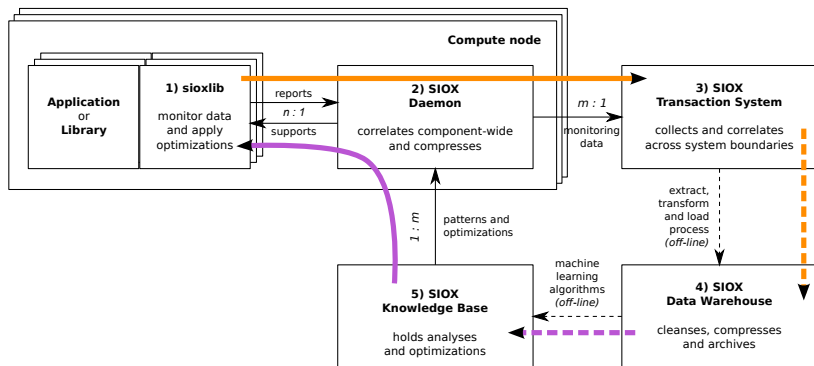 Compute node
Application
or
Library
1) sioxlib
monitor data
and apply
optimizations
reports
n : 1
supports
2) SIOX
Daemon
correlates component-wide
and compresses
m : 1
monitoring
data
3) SIOX
Transaction System
collects and correlates
across system boundaries
1 : m
patterns and
optimizations
extract,
transform
and load
process
(off-line)
machine
learning
algorithms
(off-line)
5) SIOX
Knowledge Base
holds analyses
and optimizations
4) SIOX
Data Warehouse
cleanses, compresses
and archives